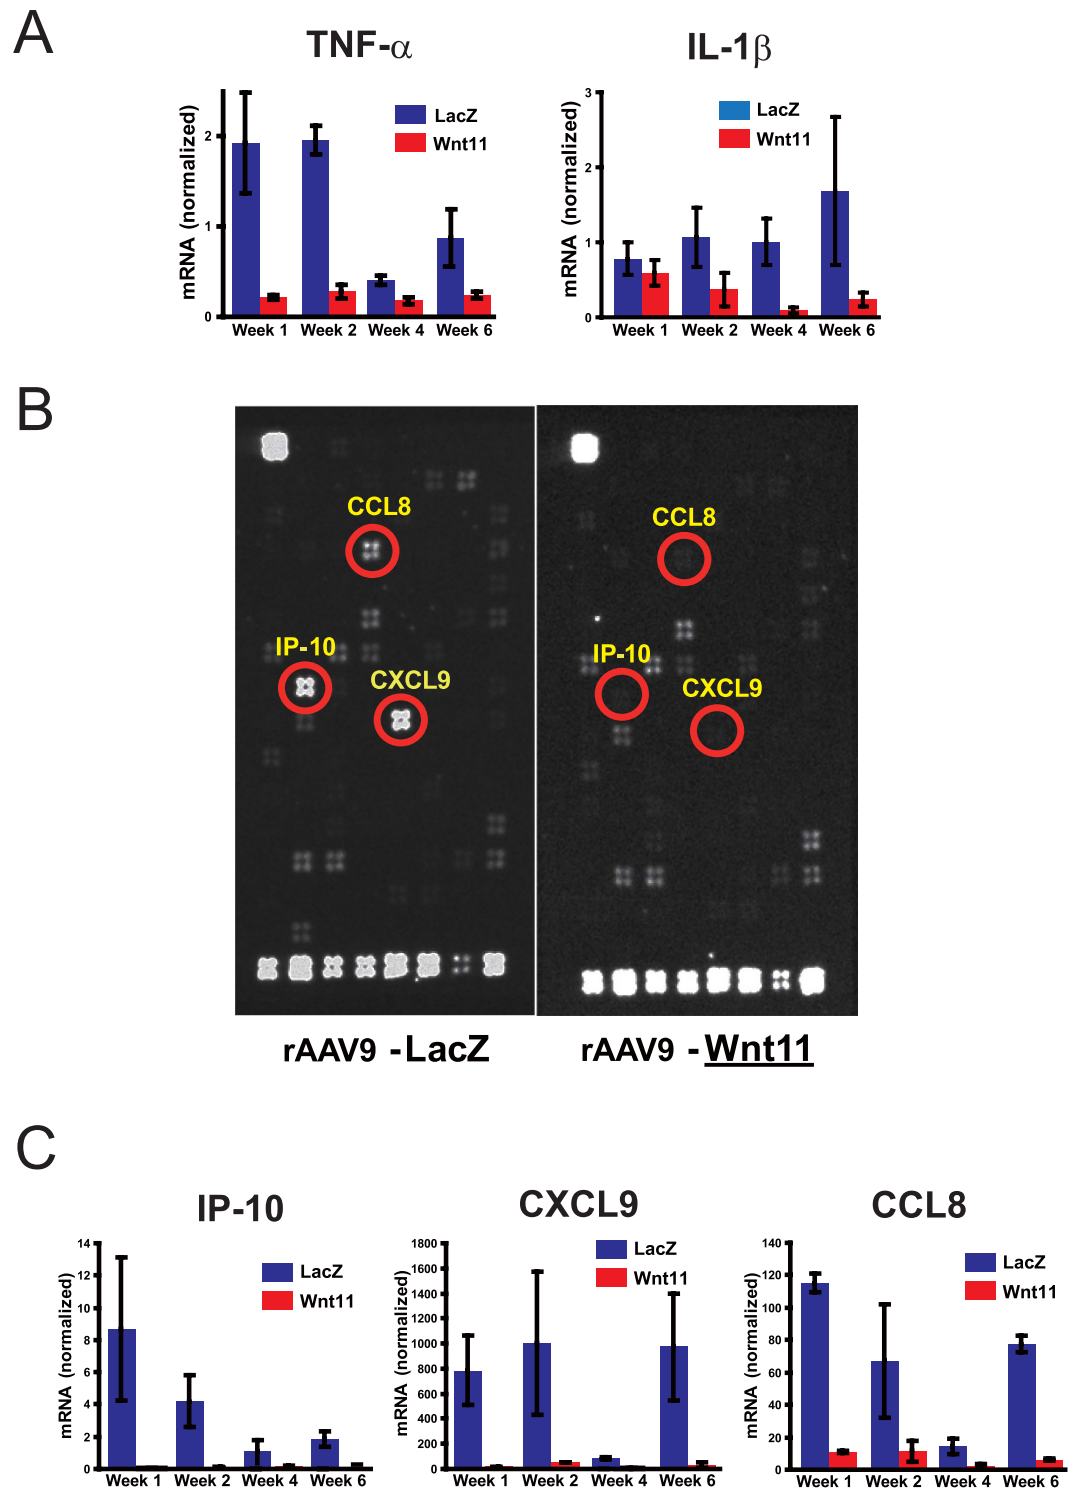 A
TNF-α
IL-1β
mRNA (normalized)
2
1
0
LacZ
Wnt11
Week 1 Week 2 Week 4 Week 6
mRNA (normalized)
3
2
1
0
LacZ
Wnt11
Week 1 Week 2 Week 4 Week 6
B
CCL8
IP-10
CXCL9
CCL8
IP-10
CXCL9
rAAV9 -LacZ
rAAV9 -Wnt11
C
IP-10
CXCL9
CCL8
mRNA (normalized)
14
12
10
8
6
4
2
0
LacZ
Wnt11
Week 1 Week 2 Week 4 Week 6
mRNA (normalized)
1800
1600
1400
1200
1000
800
600
400
200
0
LacZ
Wnt11
Week 1 Week 2 Week 4 Week 6
mRNA (normalized)
140
120
100
80
60
40
20
0
LacZ
Wnt11
Week 1 Week 2 Week 4 Week 6